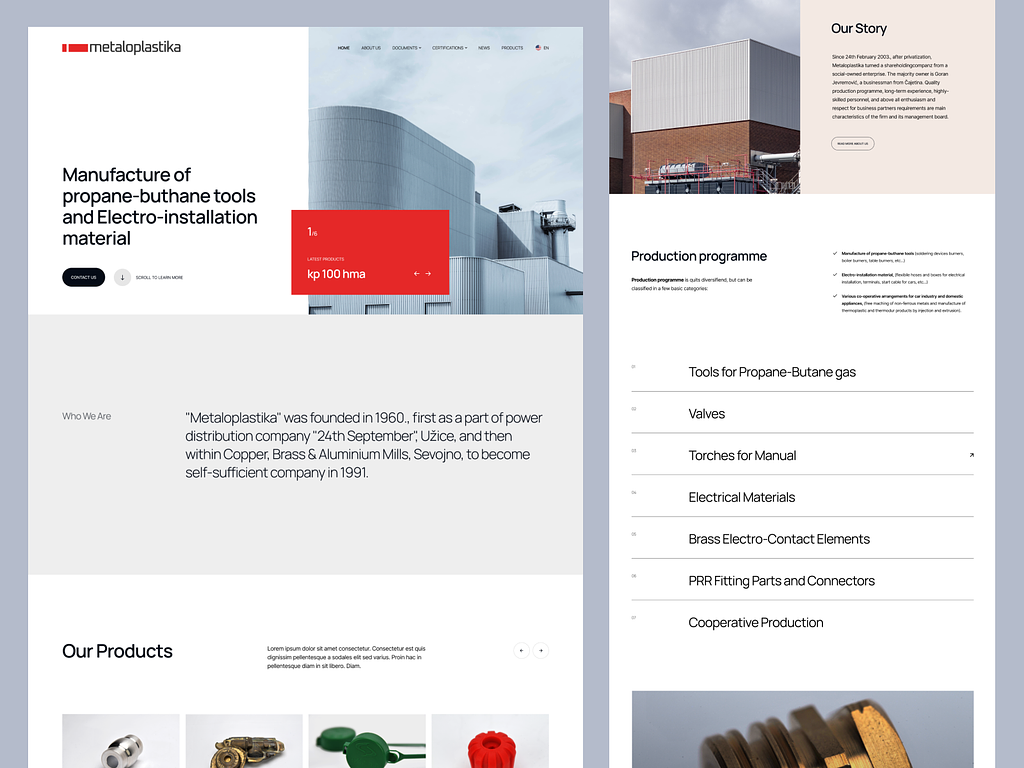 metaloplastika
HOME ABOUT US DOCUMENTS CERTIFICATIONS NEWS PRODUCTS EN
Manufacture of
propane-buthane tools
and Electro-installation
material
CONTACT US
SCROLL TO LEARN MORE
1/6
LATEST PRODUCTS
kp 100 hma
Who We Are
"Metaloplastika" was founded in 1960., first as a part of power
distribution company "24th September", Užice, and then
within Copper, Brass & Aluminium Mills, Sevojno, to become
self-sufficient company in 1991.
Our Products
Lorem ipsum dolor sit amet consectetur. Consectetur est quis
dignissim pellentesque a sodales elit sed varius. Proin hac in
pellentesque diam in sit libero. Diam.
Our Story
Since 24th February 2003., after privatization,
Metaloplastika turned a shareholdingcompanz from a
social-owned enterprise. The majority owner is Goran
Jevremović, a businessman from Čajetina. Quality
production programme, long-term experience, highly-
skilled personnel, and above all enthusiasm and
respect for business partners requirements are main
characteristics of the firm and its management board.
READ MORE ABOUT US
Production programme
Production programme is quits diversifiend, but can be
classified in a few basic categories:
Manufacture of propane-buthane tools (soldering devices burners,
boiler burners, table burners, etc...)
Electro-installation material, (flexible hoses and boxes for electrical
installation, terminals, start cable for cars, etc...)
Various co-operative arrangements for car industry and domestic
appliances, (free maching of non-ferrous metals and manufacture of
thermoplastic and thermodur products by injection and extrusion).
01
Tools for Propane-Butane gas
02
Valves
03
Torches for Manual
04
Electrical Materials
05
Brass Electro-Contact Elements
06
PRR Fitting Parts and Connectors
07
Cooperative Production